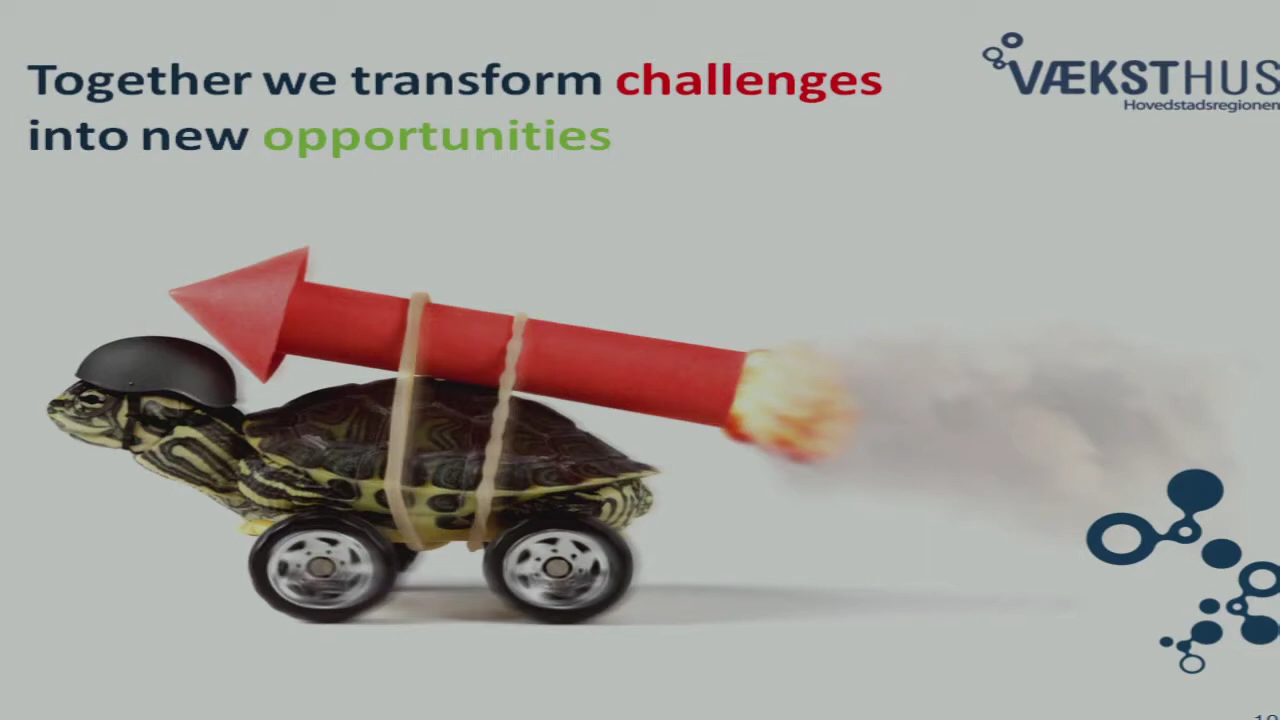 Together we transform challenges
into new opportunities
VÆKSTHUS
Hovedstadsregionen